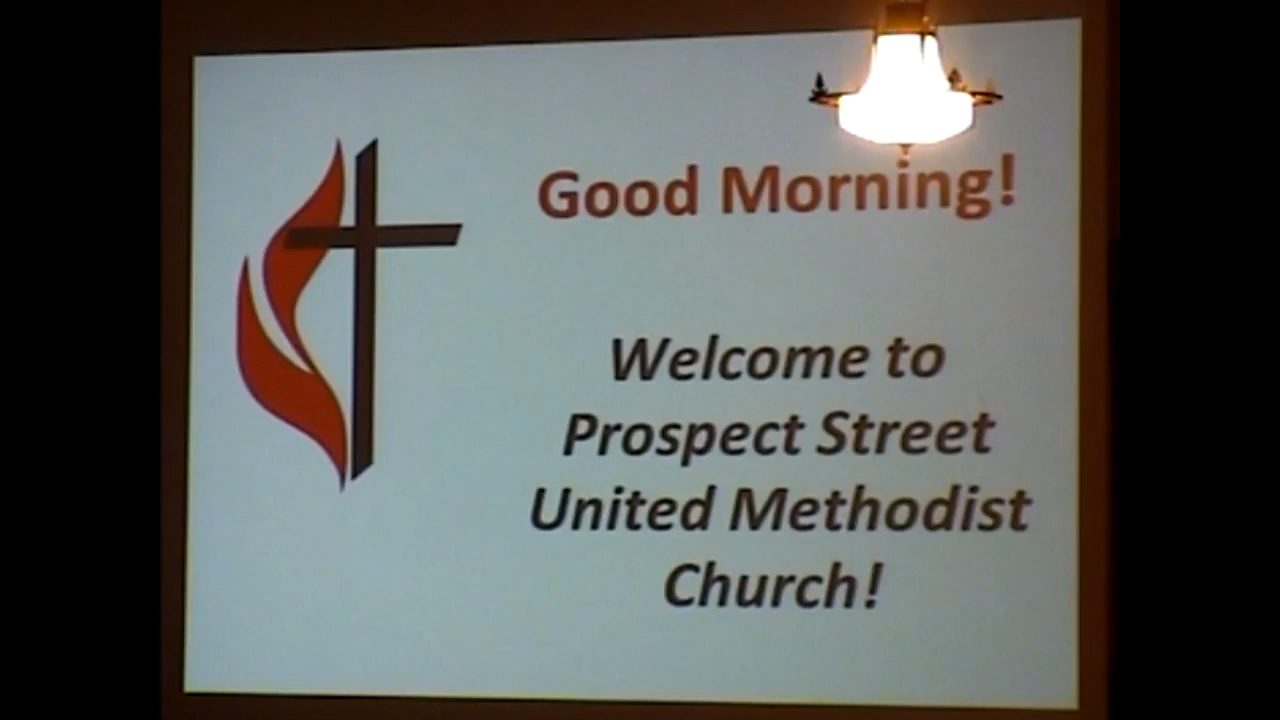 Good Morning!
Welcome to
Prospect Street
United Methodist
Church!